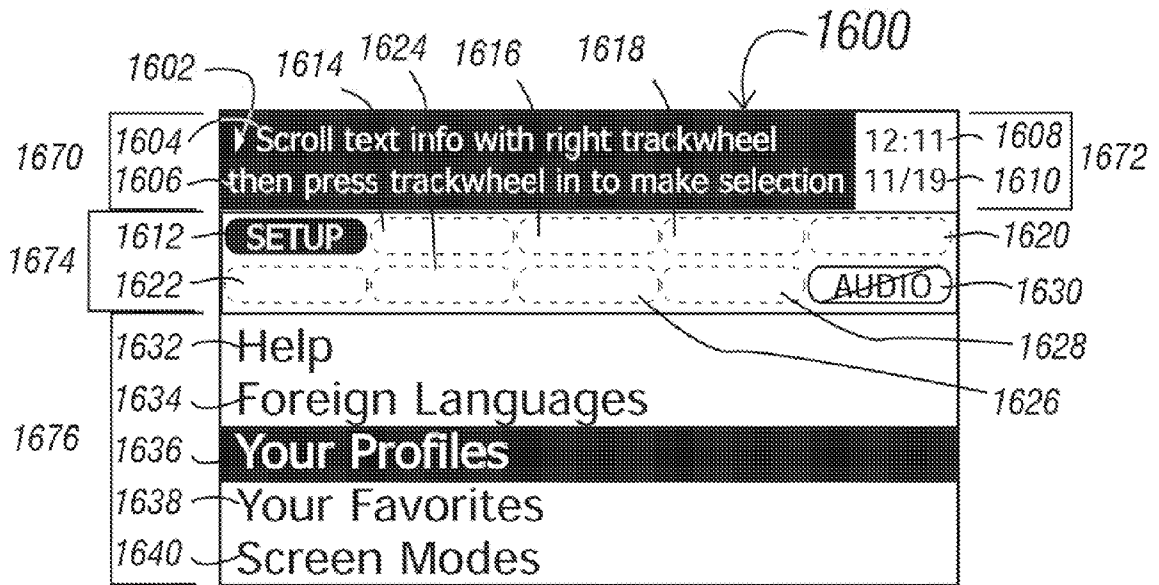 1600
1602 1614 1624 1616 1618
1670 1604 Scroll text info with right trackwheel 12:11 1608 1672
1606 then press trackwheel in to make selection 11/19 1610
1674 1612 SETUP 1620
1622 AUDIO 1630
1632 Help 1628
1634 Foreign Languages 1626
1676 1636 Your Profiles
1638 Your Favorites
1640 Screen Modes